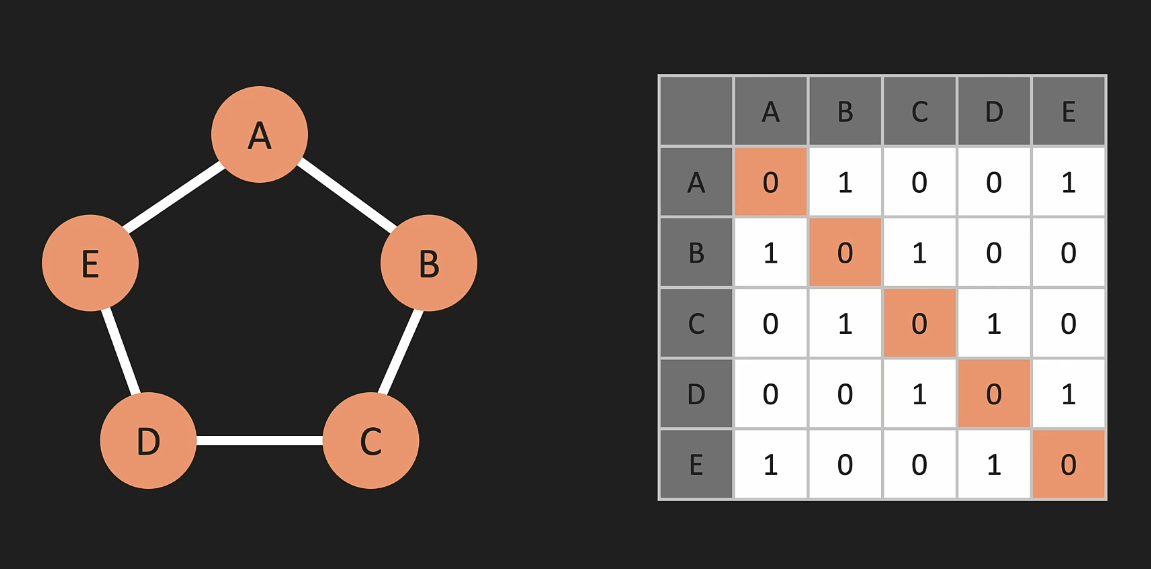 A
E
B
D
C
A B C D E
A 0 1 0 0 1
B 1 0 1 0 0
C 0 1 0 1 0
D 0 0 1 0 1
E 1 0 0 1 0